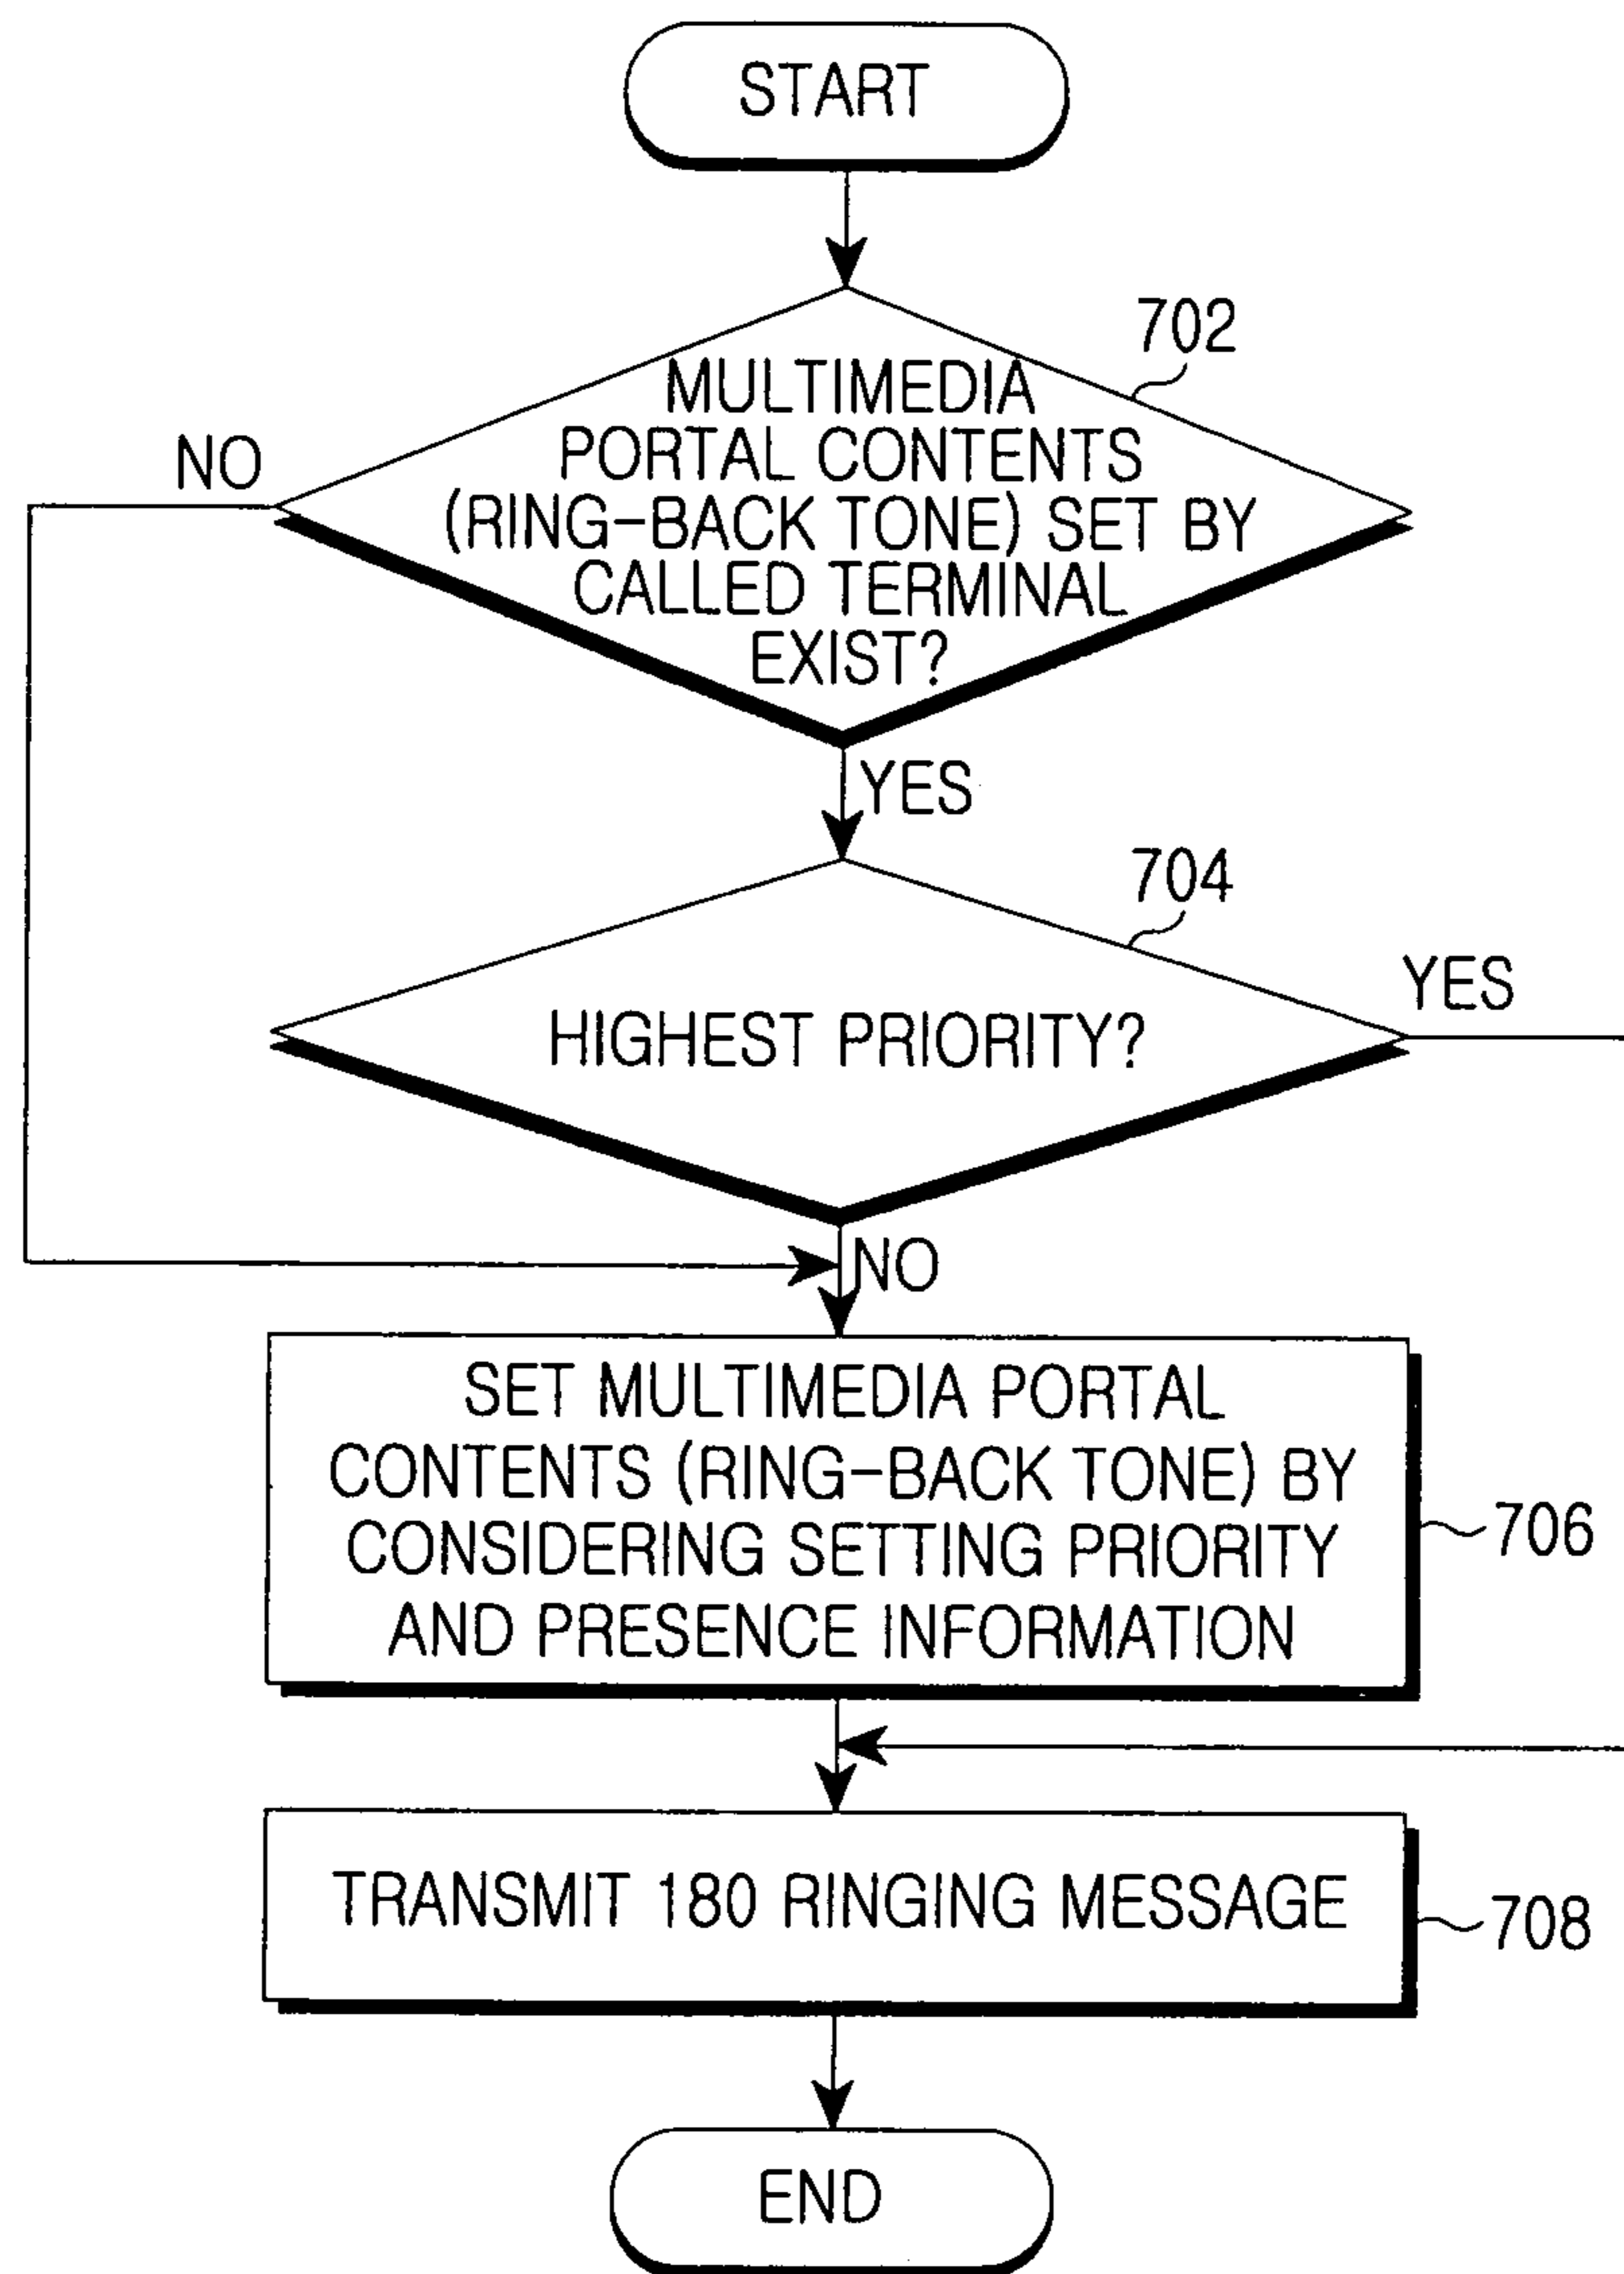 START
702
MULTIMEDIA
PORTAL CONTENTS
NO
(RING-BACK TONE) SET BY
CALLED TERMINAL
EXIST?
YES
704
YES
HIGHEST PRIORITY?
NO
SET MULTIMEDIA PORTAL
CONTENTS (RING-BACK TONE) BY
CONSIDERING SETTING PRIORITY
AND PRESENCE INFORMATION
706
TRANSMIT 180 RINGING MESSAGE
708
END